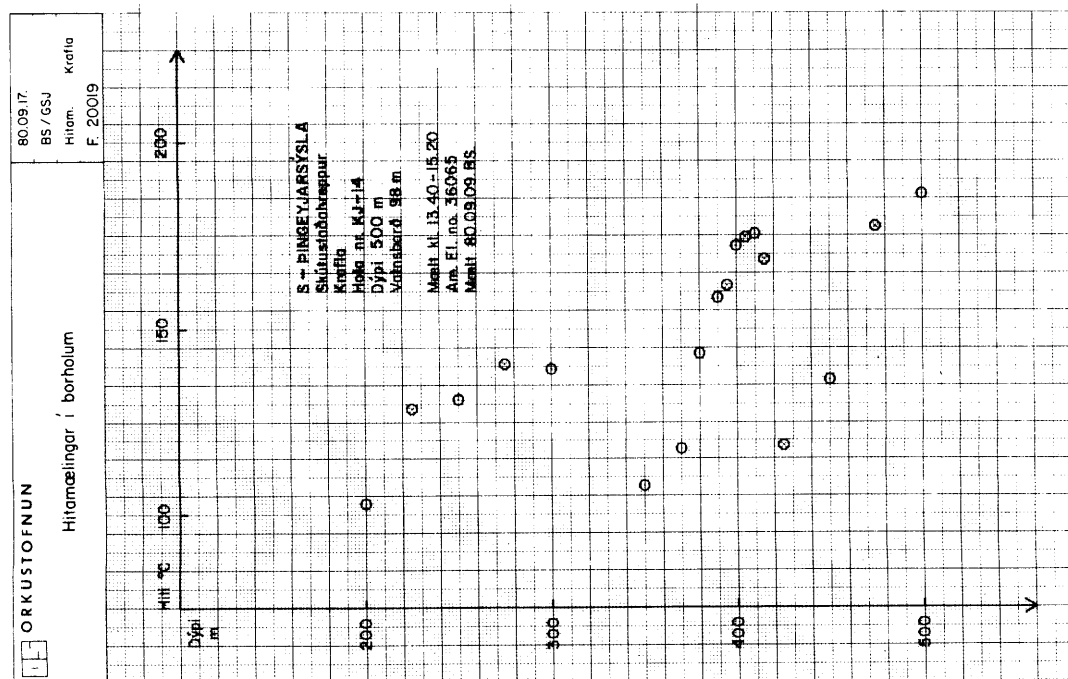 ORKUSTOFNUN
Hitamælingar í borholum
80.09.17.
BS / GSJ
Hitam. Krafla
F. 20019
S - ÞINGEYJARSÝSLA
Skútustaðahreppur
Krafla
Hola nr. KJ-14
Dýpi 500 m
Vatnsborð 98 m
Mælt kl. 13.40-15.20
Am. El. no. 36065
Mælt 80.09.09 BS
Hiti °C
100
150
200
Dýpi
m
200
300
400
500